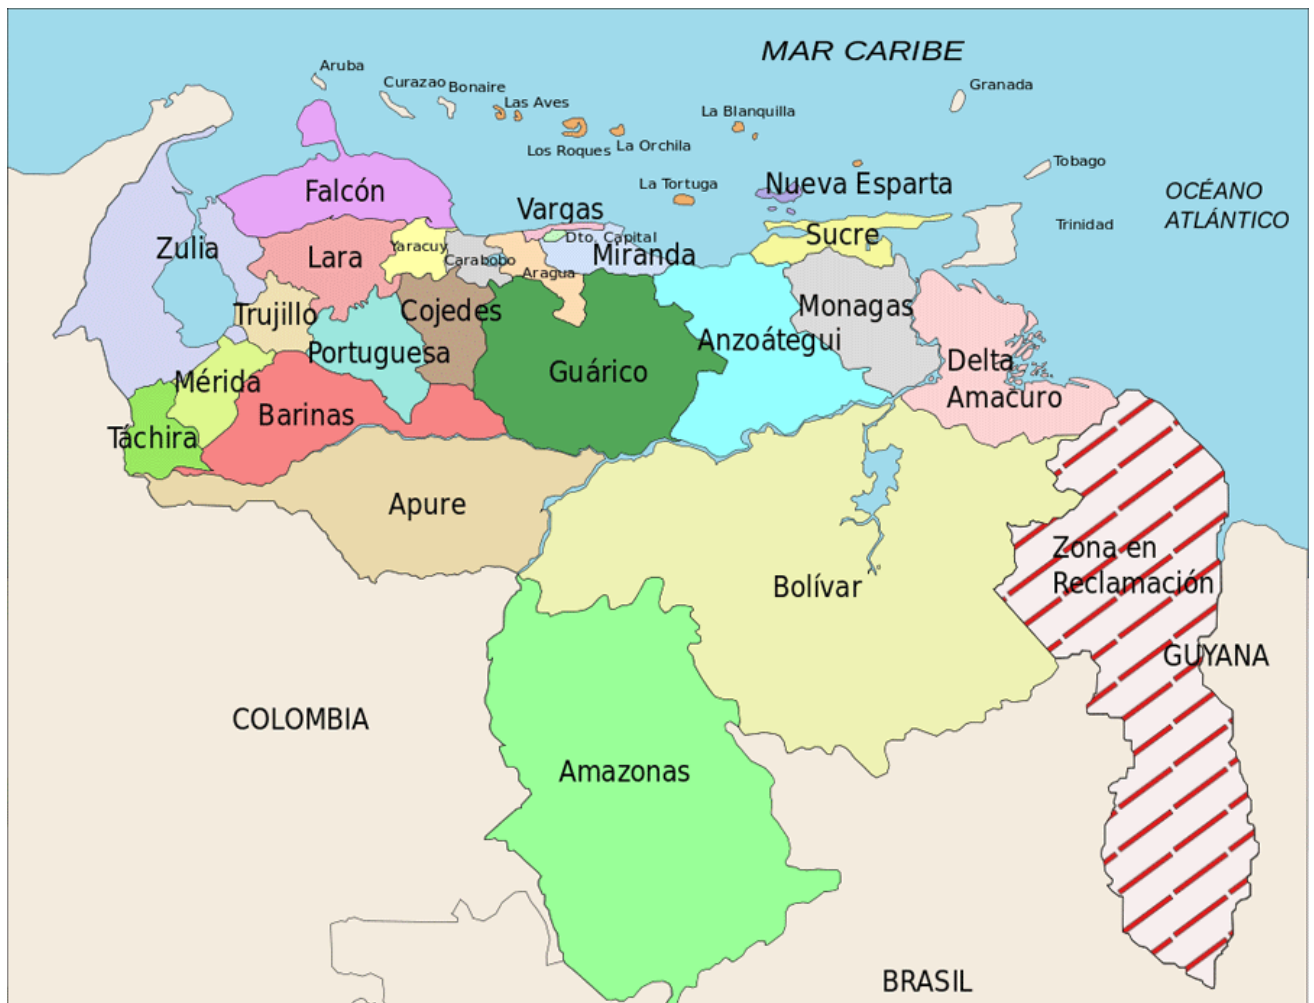 MAR CARIBE
Aruba
Curazao
Bonaire
Las Aves
Granada
La Blanquilla
Los Roques
La Orchila
Tobago
Falcón
La Tortuga
Nueva Esparta
OCÉANO
ATLÁNTICO
Vargas
Trinidad
Zulia
Lara
Yaracuy
Carabobo
Dto. Capital
Miranda
Sucre
Aragua
Trujillo
Cojedes
Monagas
Portuguesa
Anzoátegui
Guárico
Delta
Amacuro
Mérida
Barinas
Táchira
Apure
Zona en
Reclamación
Bolívar
GUYANA
COLOMBIA
Amazonas
BRASIL